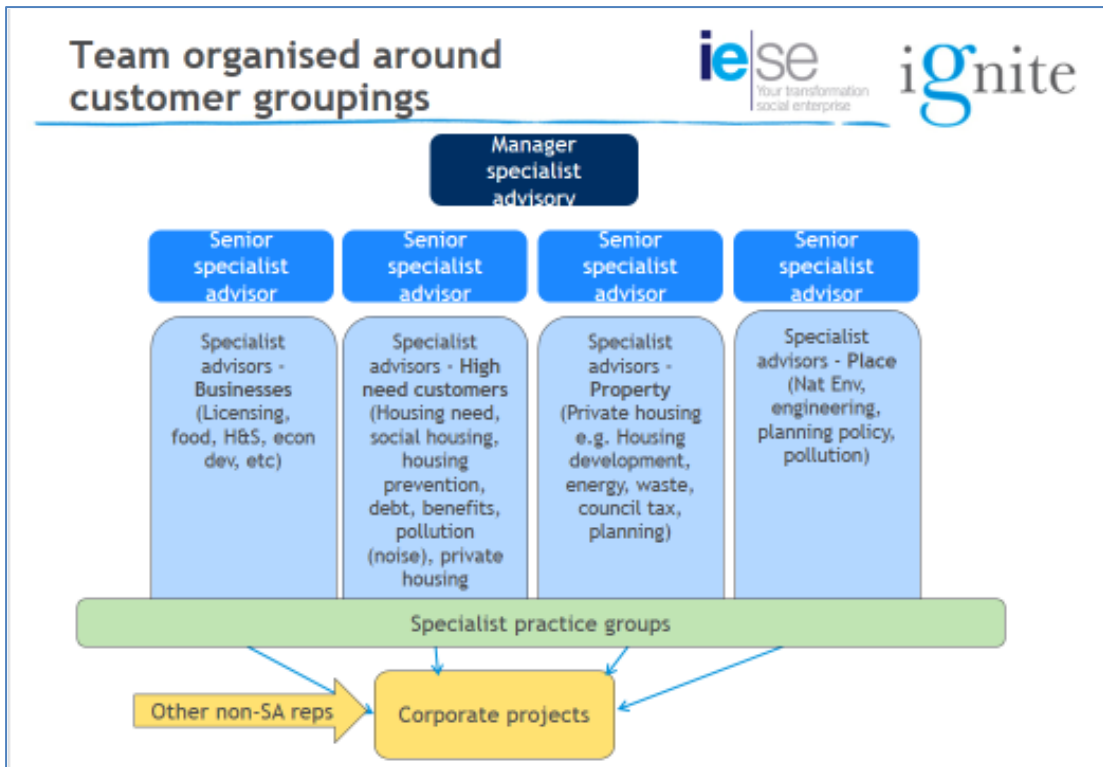 Team organised around
customer groupings
ie|se
Your transformation
social enterprise
ignite
Manager
specialist
advisory
Senior
specialist
advisor
Senior
specialist
advisor
Senior
specialist
advisor
Senior
specialist
advisor
Specialist
advisors -
Businesses
(Licensing,
food, H&S, econ
dev, etc)
Specialist
advisors - High
need customers
(Housing need,
social housing,
housing
prevention,
debt, benefits,
pollution
(noise), private
housing
Specialist
advisors -
Property
(Private housing
e.g. Housing
development,
energy, waste,
council tax,
planning)
Specialist
advisors - Place
(Nat Env,
engineering,
planning policy,
pollution)
Specialist practice groups
Other non-SA reps
Corporate projects